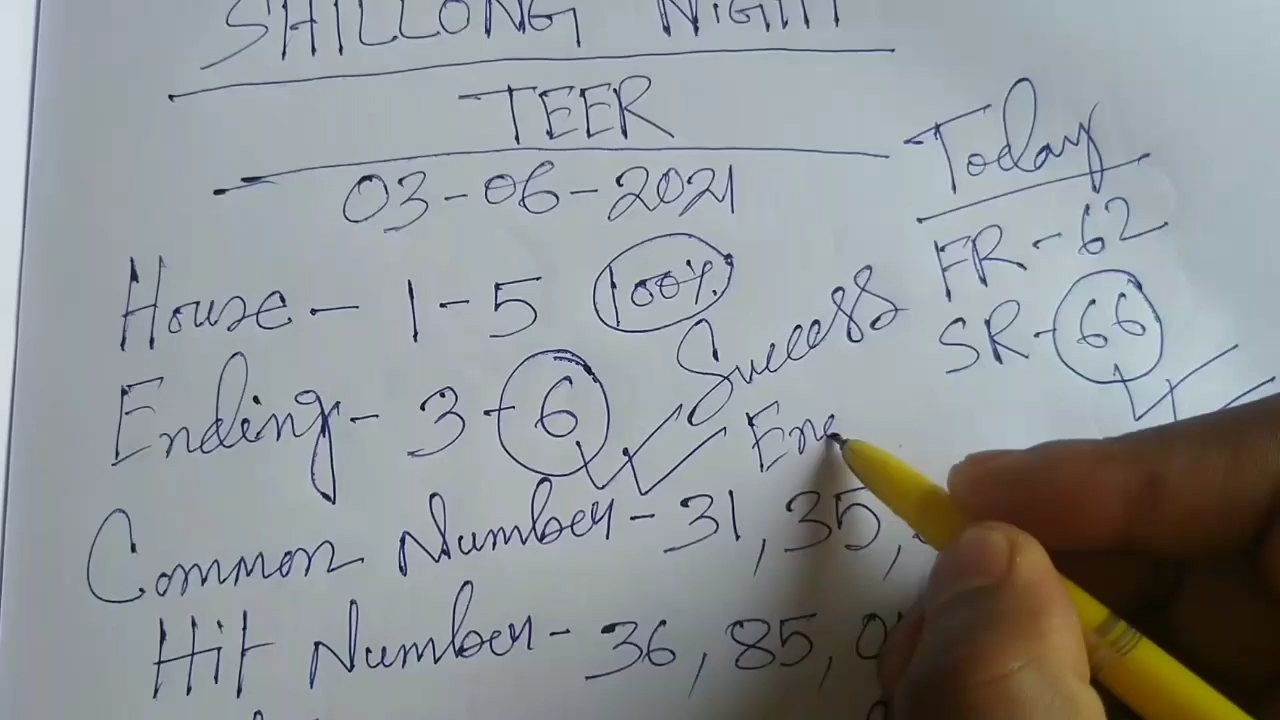 SHILLONG NIGHT
TEER
03-06-2021
House - 1-5 100%
Ending - 3-6 Success
Common Number - 31, 35,
Hit Number - 36, 85,
Today
FR - 62
SR - 66